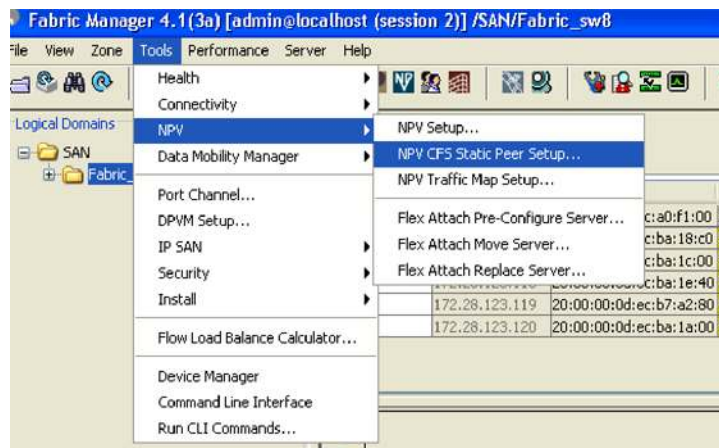 Fabric Manager 4.1(3a) [admin@localhost (session 2)] /SAN/Fabric_sw8
File View Zone Tools Performance Server Help
Logical Domains
SAN
Fabric_
Health
Connectivity
NPV
Data Mobility Manager
Port Channel...
DPVM Setup...
IP SAN
Security
Install
Flow Load Balance Calculator...
Device Manager
Command Line Interface
Run CLI Commands...
NPV Setup...
NPV CFS Static Peer Setup...
NPV Traffic Map Setup...
Flex Attach Pre-Configure Server...
Flex Attach Move Server...
Flex Attach Replace Server...
c:a0:f1:00
c:ba:18:c0
c:ba:1c:00
c:ba:1e:40
172.28.123.119 20:00:00:0d:ec:b7:a2:80
172.28.123.120 20:00:00:0d:ec:ba:1a:00